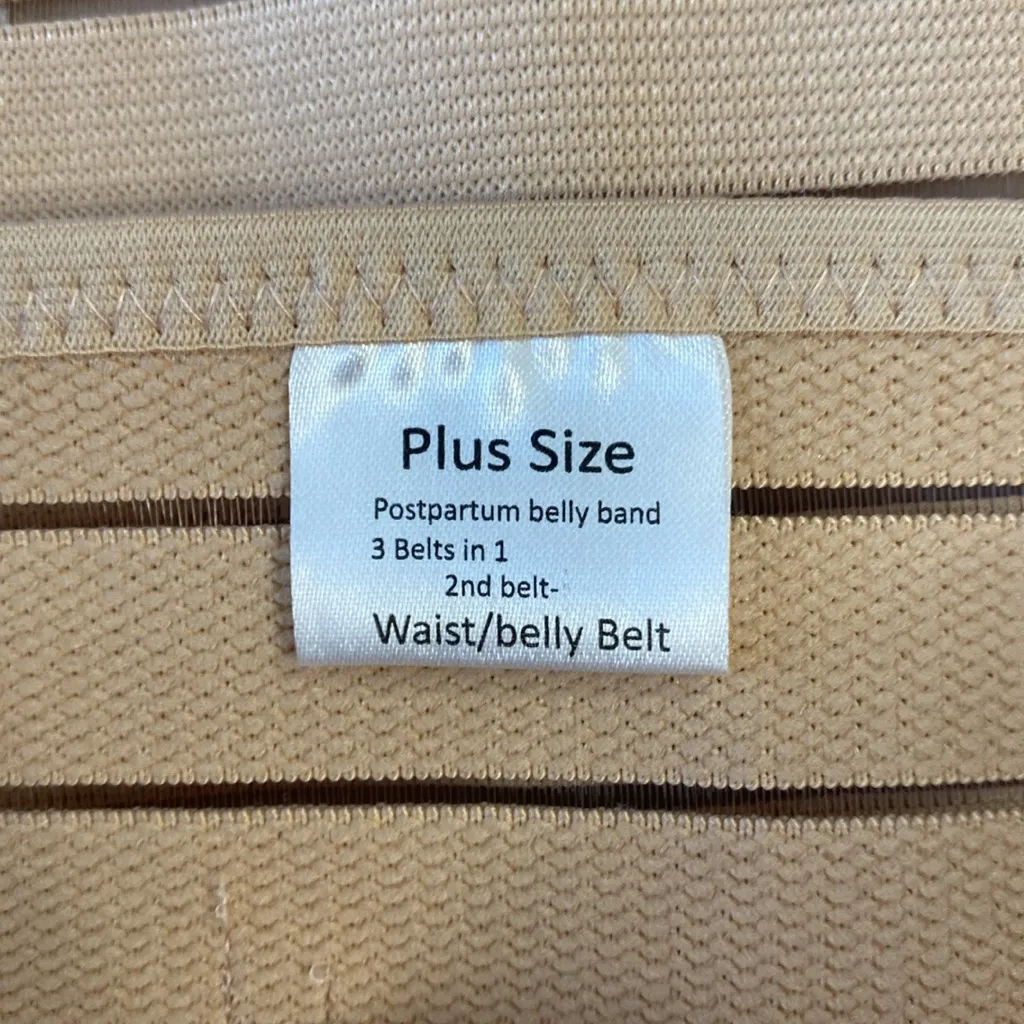 Plus Size
Postpartum belly band
3 Belts in 1
2nd belt-
Waist/belly Belt